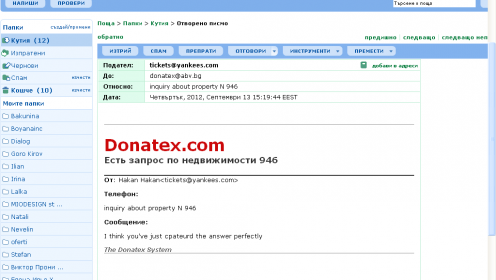 НАПИШИ ПРОВЕРИ
Търсене в поща
Папки създай/промени
Кутия (12)
Изпратени
Чернови
Спам изчисти
Кошче (10) изчисти
Моите папки
Bakunina
Boyanainc
Dialog
Goro Kirov
Ilian
Irina
Lalka
MIODESIGN st ...
Natali
Nevelin
oferti
Stefan
Виктор Прони ...
Поща > Папки > Кутия > Отворено писмо
обратно
предишно следващо следващо неп
ИЗТРИЙ СПАМ ПРЕПРАТИ ОТГОВОРИ ИНСТРУМЕНТИ ПРЕМЕСТИ
Подател: tickets@yankees.com добави в адреси
До: donatex@abv.bg
Относно: inquiry about property N 946
Дата: Четвъртък, 2012, Септември 13 15:19:44 EEST
Donatex.com
Есть запрос по недвижимости 946
От: Hakan Hakan<tickets@yankees.com>
Телефон:
inquiry about property N 946
Сообщение:
I think you've just cpateurd the answer perfectly
The Donatex System